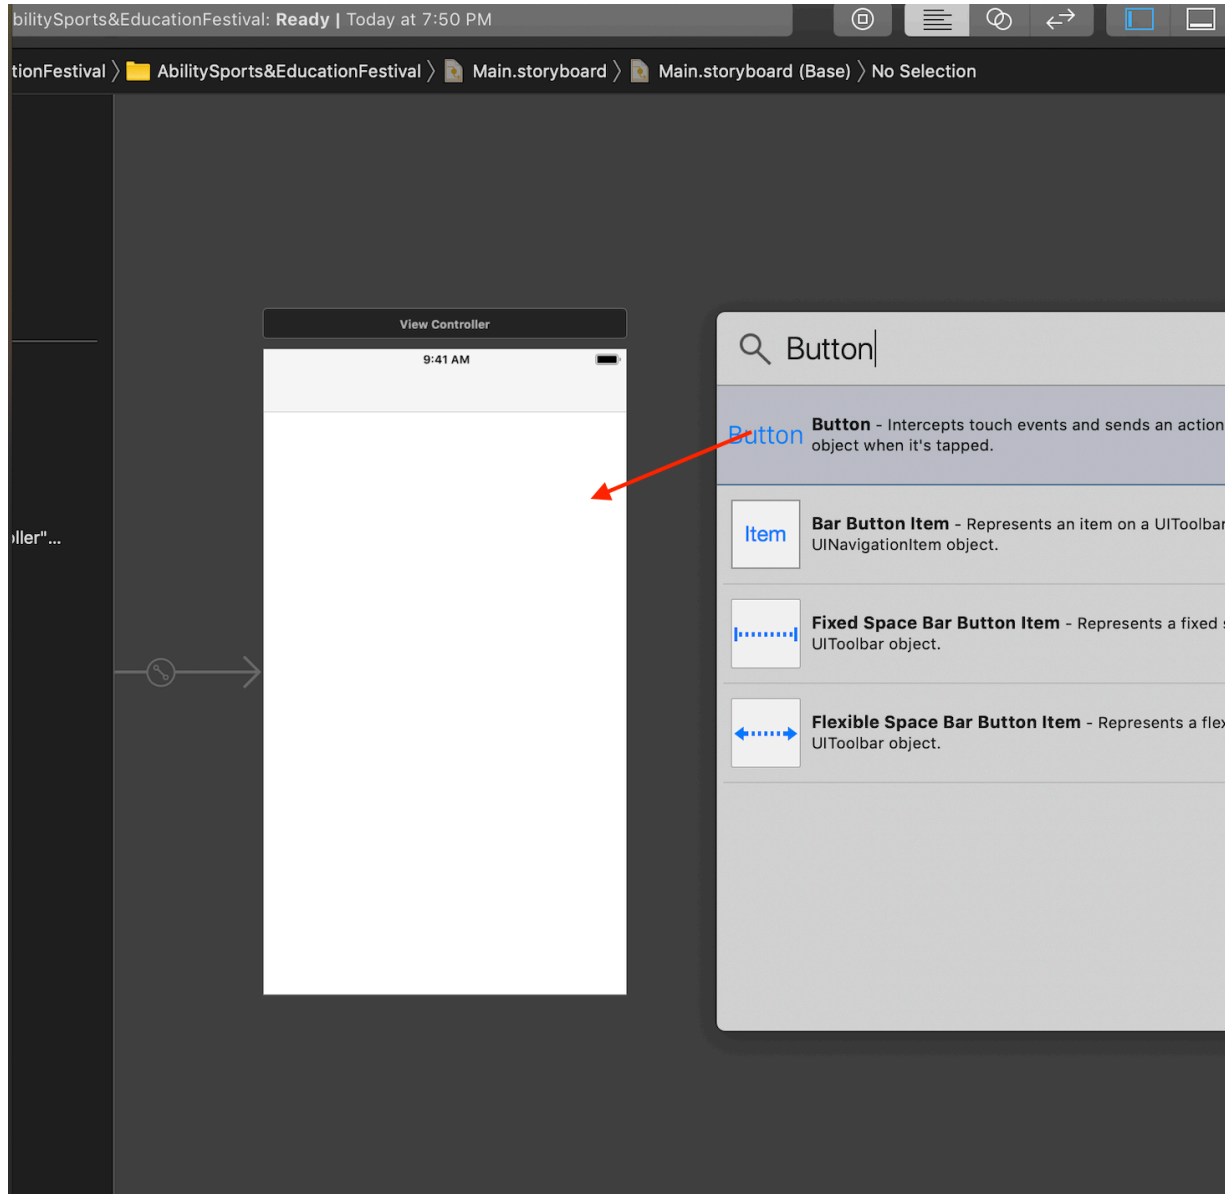 bilitySports&EducationFestival: Ready | Today at 7:50 PM
tionFestival 〉 AbilitySports&EducationFestival 〉 Main.storyboard 〉 Main.storyboard (Base) 〉 No Selection
View Controller
9:41 AM
Button
Button
Button - Intercepts touch events and sends an action
object when it's tapped.
oller"...
Item
Bar Button Item - Represents an item on a UIToolbar
UINavigationItem object.
Fixed Space Bar Button Item - Represents a fixed s
UIToolbar object.
Flexible Space Bar Button Item - Represents a flex
UIToolbar object.